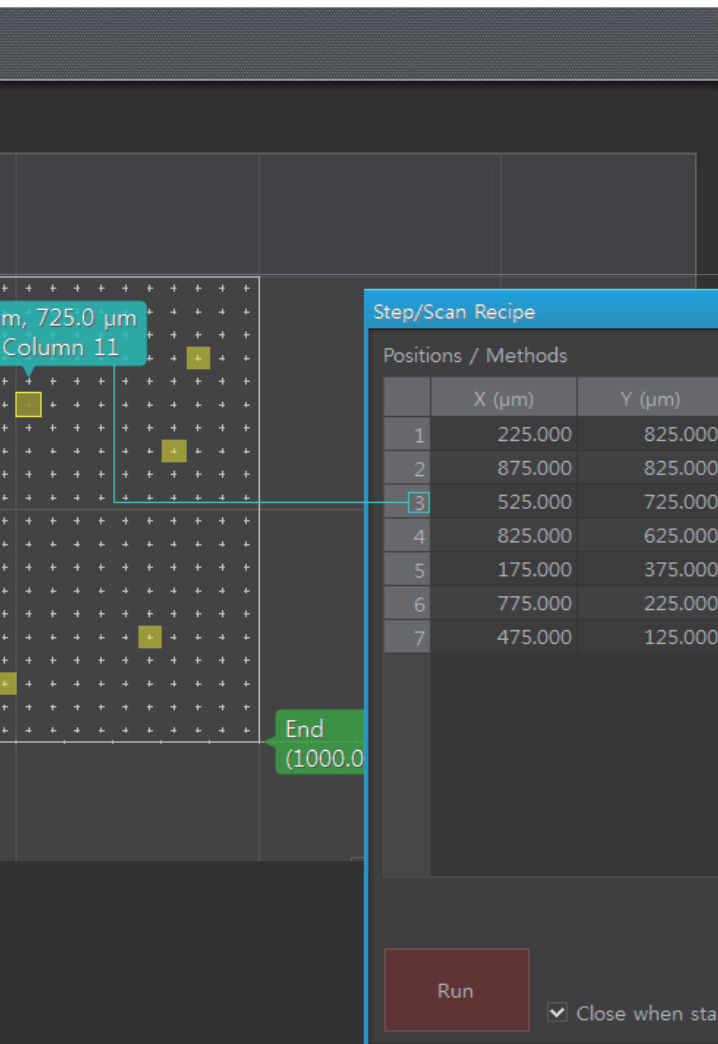 m, 725.0 µm
Column 11
End
(1000.0
Step/Scan Recipe
Positions / Methods
X (µm) Y (µm)
1 225.000 825.000
2 875.000 825.000
3 525.000 725.000
4 825.000 625.000
5 175.000 375.000
6 775.000 225.000
7 475.000 125.000
Run
Close when sta